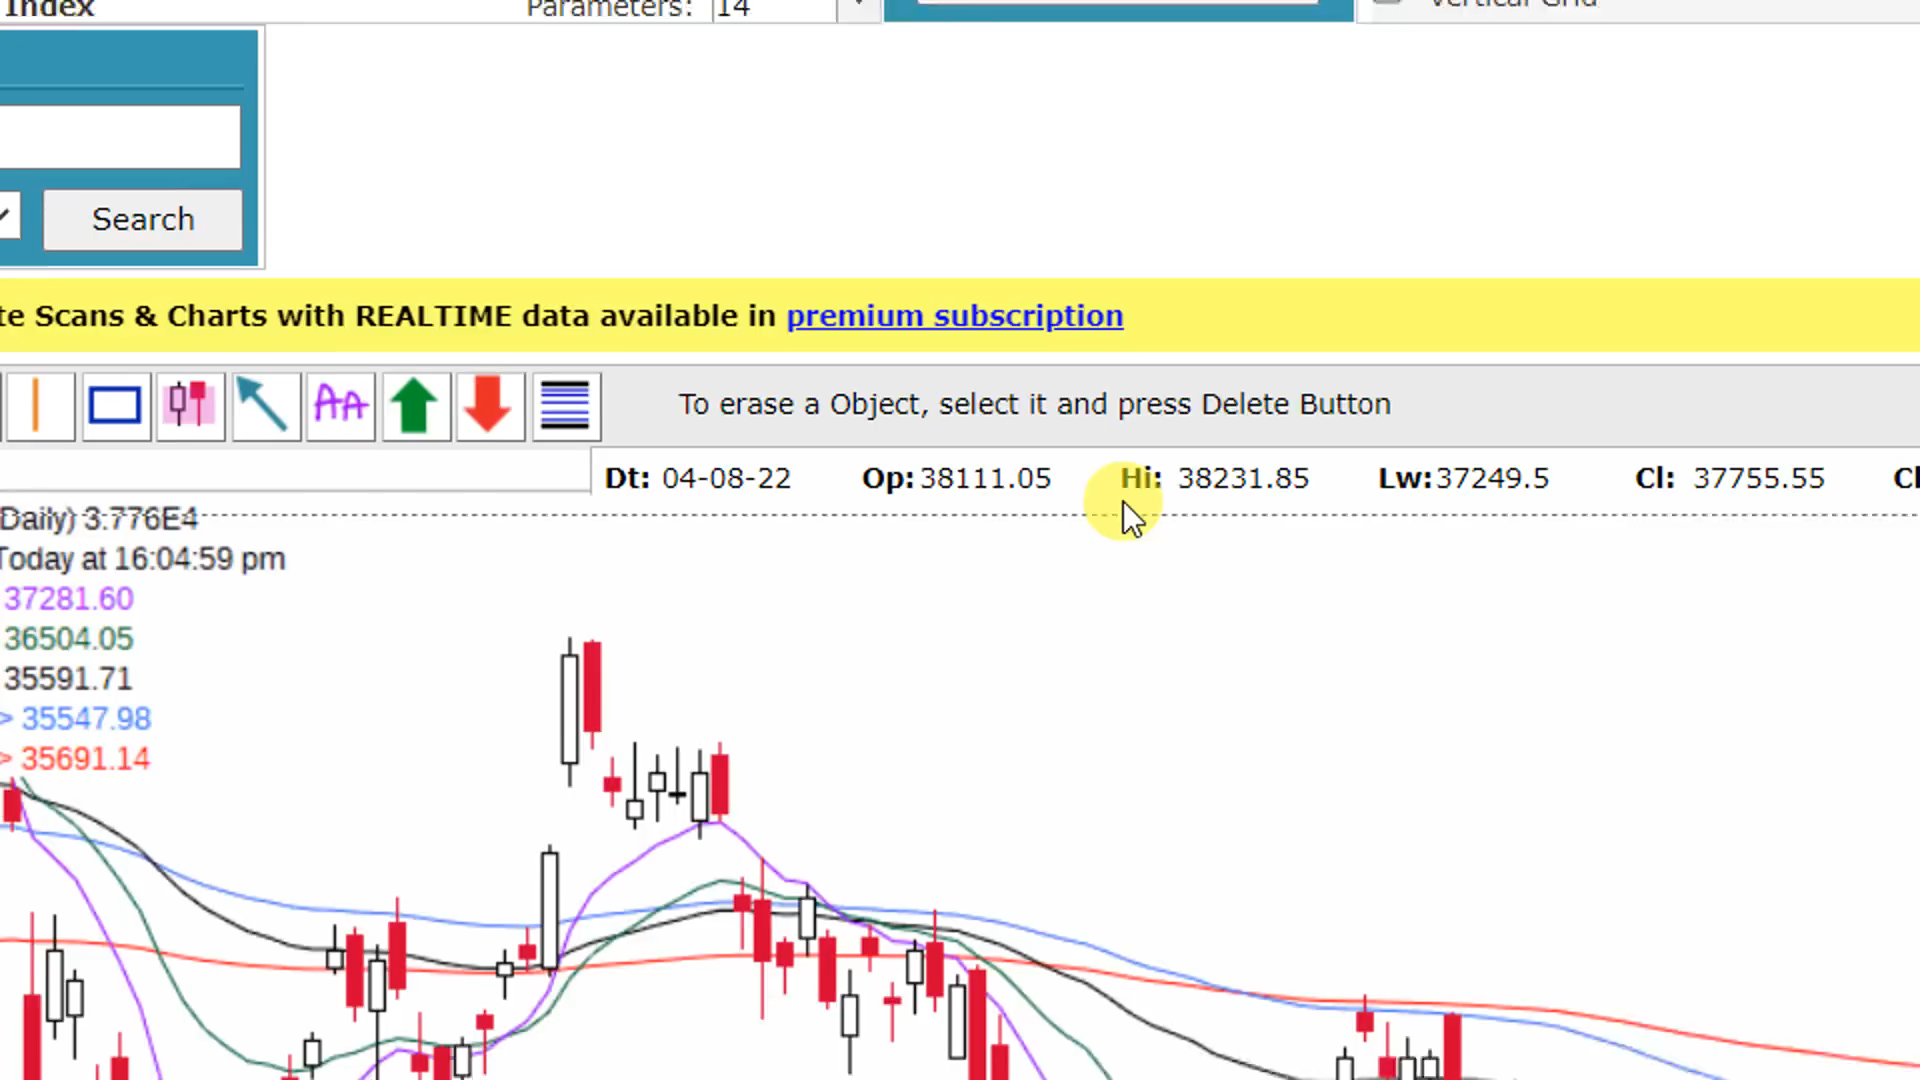 Index Parameters: 14 Vertical Grid
Search
te Scans & Charts with REALTIME data available in premium subscription
AA To erase a Object, select it and press Delete Button
Dt: 04-08-22 Op:38111.05 Hi: 38231.85 Lw:37249.5 Cl: 37755.55
Daily) 3.776E4
Today at 16:04:59 pm
37281.60
36504.05
35591.71
> 35547.98
> 35691.14